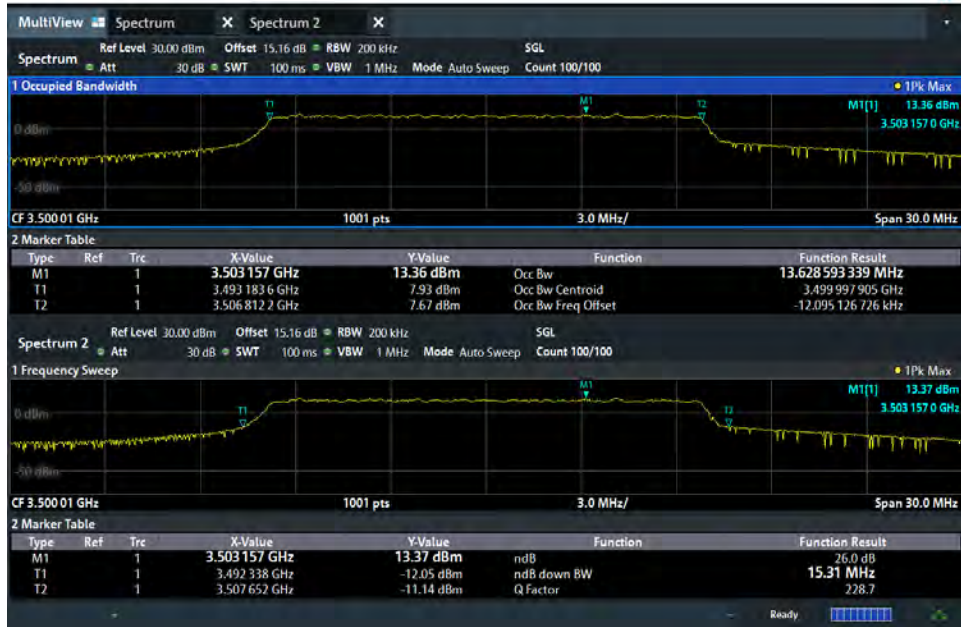 MultiView Spectrum X Spectrum 2 X
Ref Level 30.00 dBm Offset 15.16 dB RBW 200 kHz SGL
Spectrum Att 30 dB SWT 100 ms VBW 1 MHz Mode Auto Sweep Count 100/100
1 Occupied Bandwidth 1Pk Max
T1 M1 T2 M1[1] 13.36 dBm
3.503 157 0 GHz
0 dBm
-50 dBm
CF 3.500 01 GHz 1001 pts 3.0 MHz/ Span 30.0 MHz
2 Marker Table
Type Ref Trc X-Value Y-Value Function Function Result
M1 1 3.503 157 GHz 13.36 dBm Occ Bw 13.628 593 339 MHz
T1 1 3.493 183 6 GHz 7.93 dBm Occ Bw Centroid 3.499 997 905 GHz
T2 1 3.506 812 2 GHz 7.67 dBm Occ Bw Freq Offset -12.095 126 726 kHz
Ref Level 30.00 dBm Offset 15.16 dB RBW 200 kHz SGL
Spectrum 2 Att 30 dB SWT 100 ms VBW 1 MHz Mode Auto Sweep Count 100/100
1 Frequency Sweep 1Pk Max
M1 M1[1] 13.37 dBm
T1 T2 3.503 157 0 GHz
0 dBm
-50 dBm
CF 3.500 01 GHz 1001 pts 3.0 MHz/ Span 30.0 MHz
2 Marker Table
Type Ref Trc X-Value Y-Value Function Function Result
M1 1 3.503 157 GHz 13.37 dBm ndB 26.0 dB
T1 1 3.492 338 GHz -12.05 dBm ndB down BW 15.31 MHz
T2 1 3.507 652 GHz -11.14 dBm Q Factor 228.7
Ready